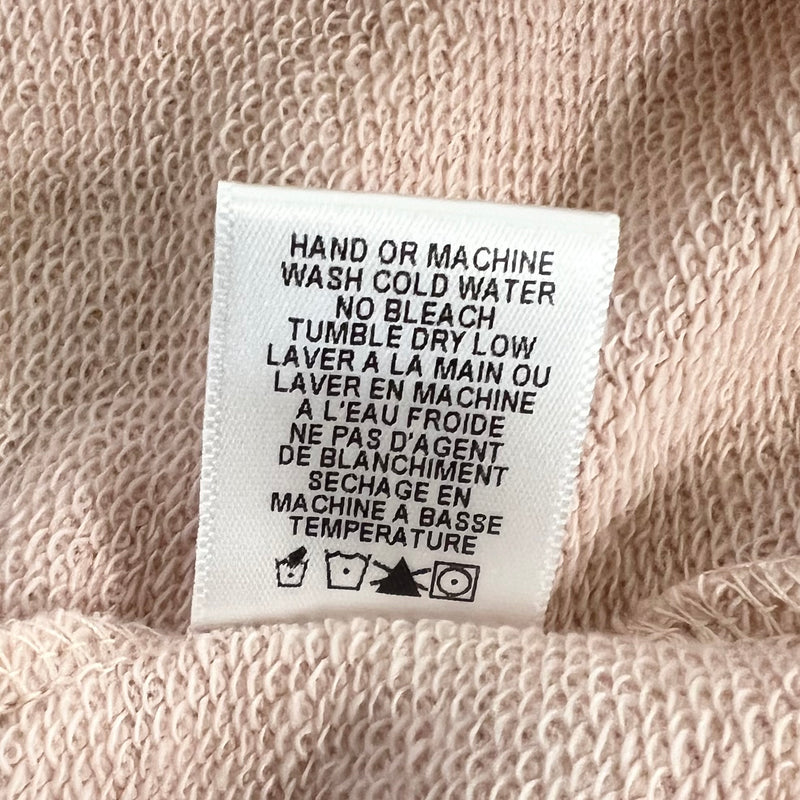 HAND OR MACHINE
WASH COLD WATER
NO BLEACH
TUMBLE DRY LOW
LAVER A LA MAIN OU
LAVER EN MACHINE
A L'EAU FROIDE
NE PAS D'AGENT
DE BLANCHIMENT
SECHAGE EN
MACHINE A BASSE
TEMPERATURE